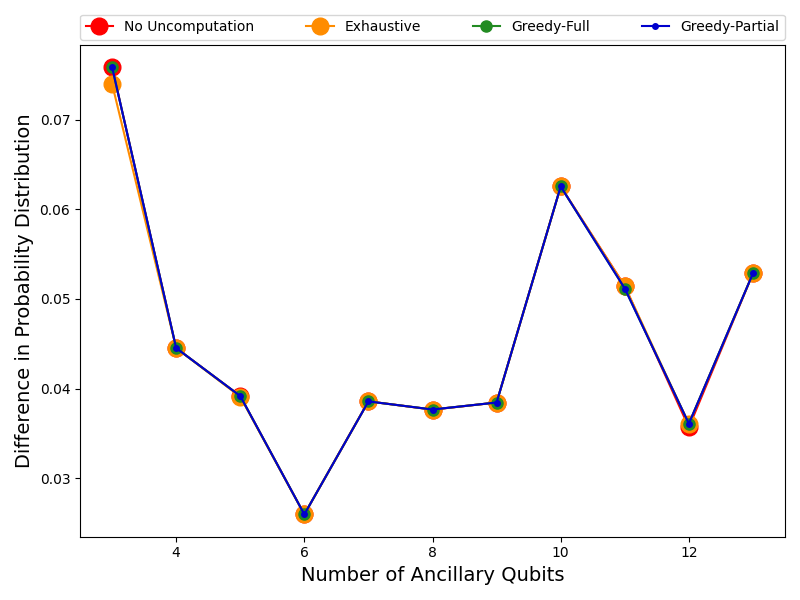 No Uncomputation Exhaustive Greedy-Full Greedy-Partial
Difference in Probability Distribution
0.07
0.06
0.05
0.04
0.03
4 6 8 10 12
Number of Ancillary Qubits